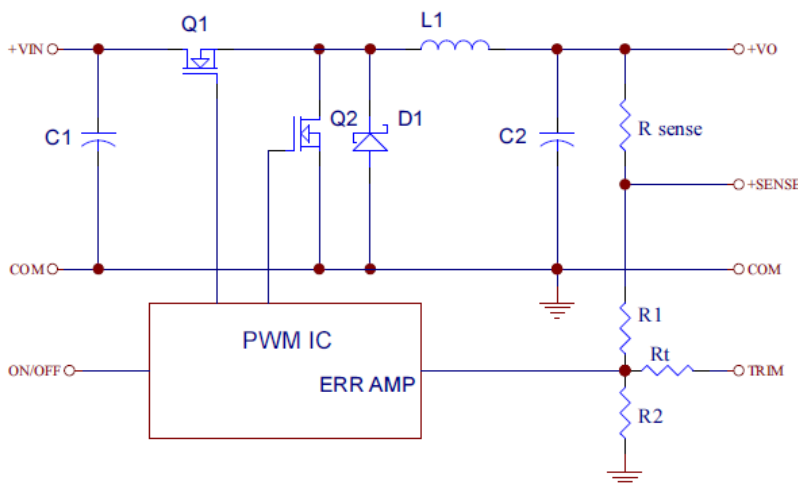 Q1
L1
+VIN
+VO
C1
Q2
D1
C2
R sense
+SENSE
COM
COM
R1
PWM IC
Rt
ON/OFF
ERR AMP
TRIM
R2